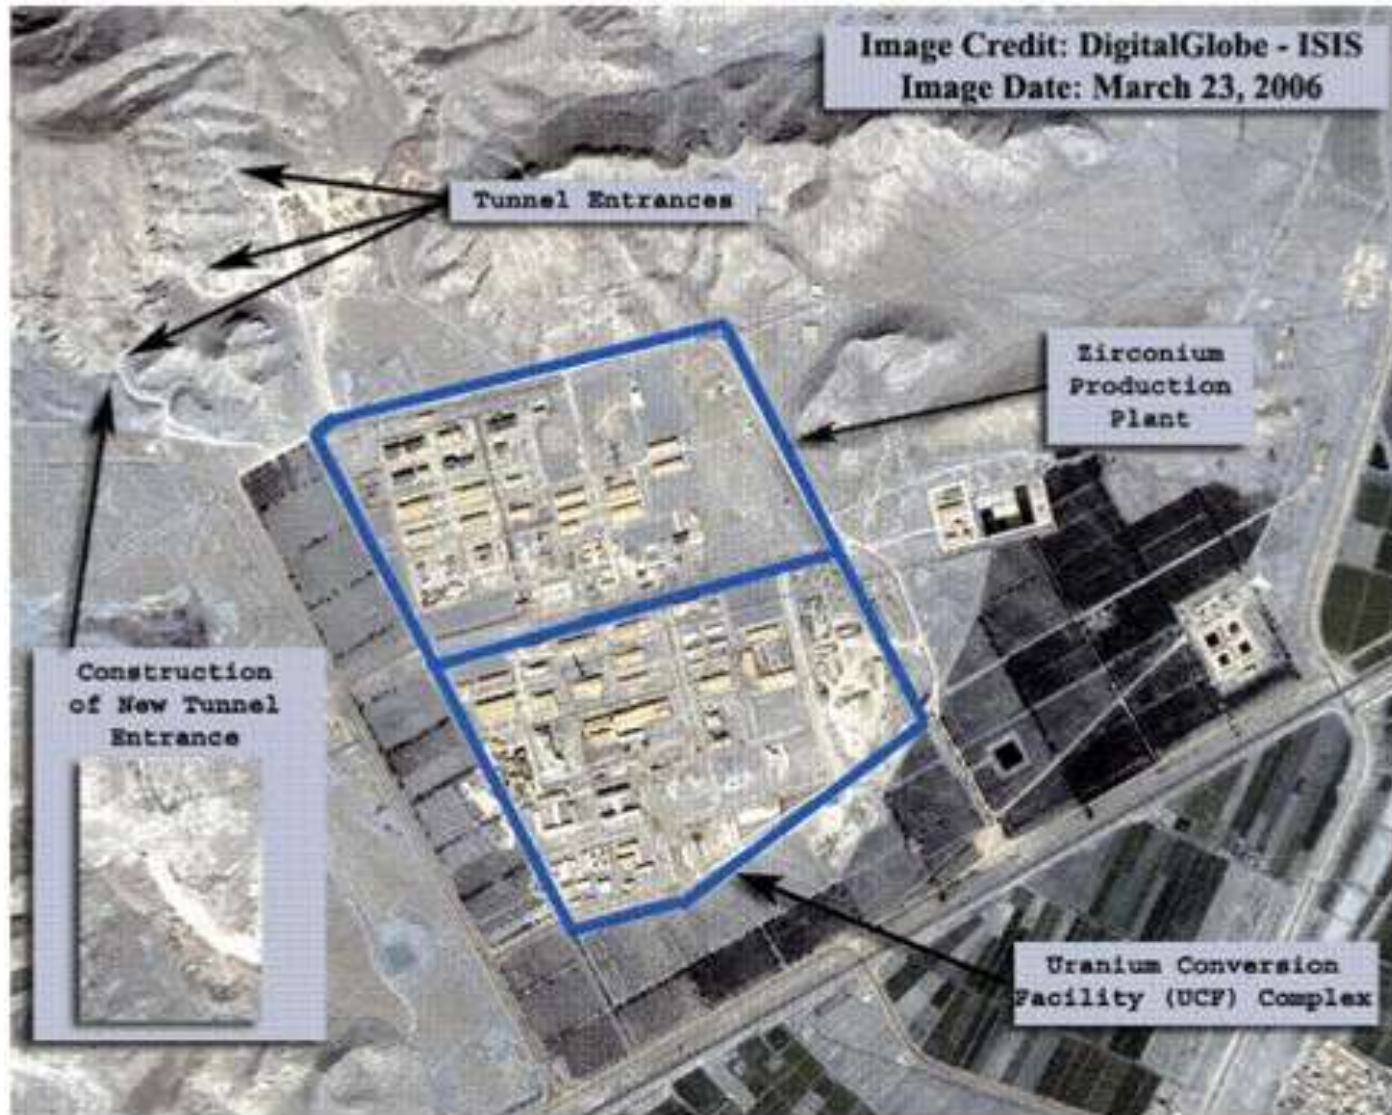 Image Credit: DigitalGlobe - ISIS
Image Date: March 23, 2006
Tunnel Entrances
Zirconium
Production
Plant
Construction
of New Tunnel
Entrance
Uranium Conversion
Facility (UCF) Complex